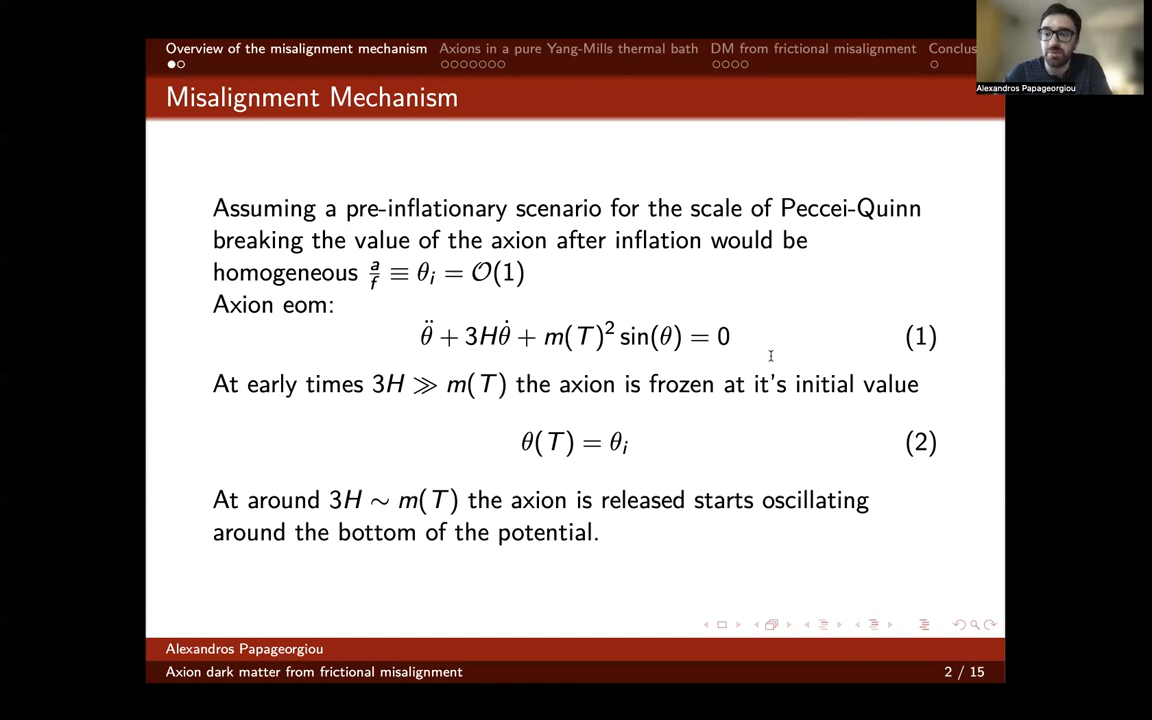 Overview of the misalignment mechanism Axions in a pure Yang-Mills thermal bath DM from frictional misalignment Conclus
Alexandros Papageorgiou
Misalignment Mechanism
Assuming a pre-inflationary scenario for the scale of Peccei-Quinn
breaking the value of the axion after inflation would be
homogeneous a/f ≡ θᵢ = 𝒪(1)
Axion eom:
θ̈ + 3Hθ̇ + m(T)² sin(θ) = 0 (1)
At early times 3H ≫ m(T) the axion is frozen at it's initial value
θ(T) = θᵢ (2)
At around 3H ∼ m(T) the axion is released starts oscillating
around the bottom of the potential.
Alexandros Papageorgiou
Axion dark matter from frictional misalignment 2 / 15